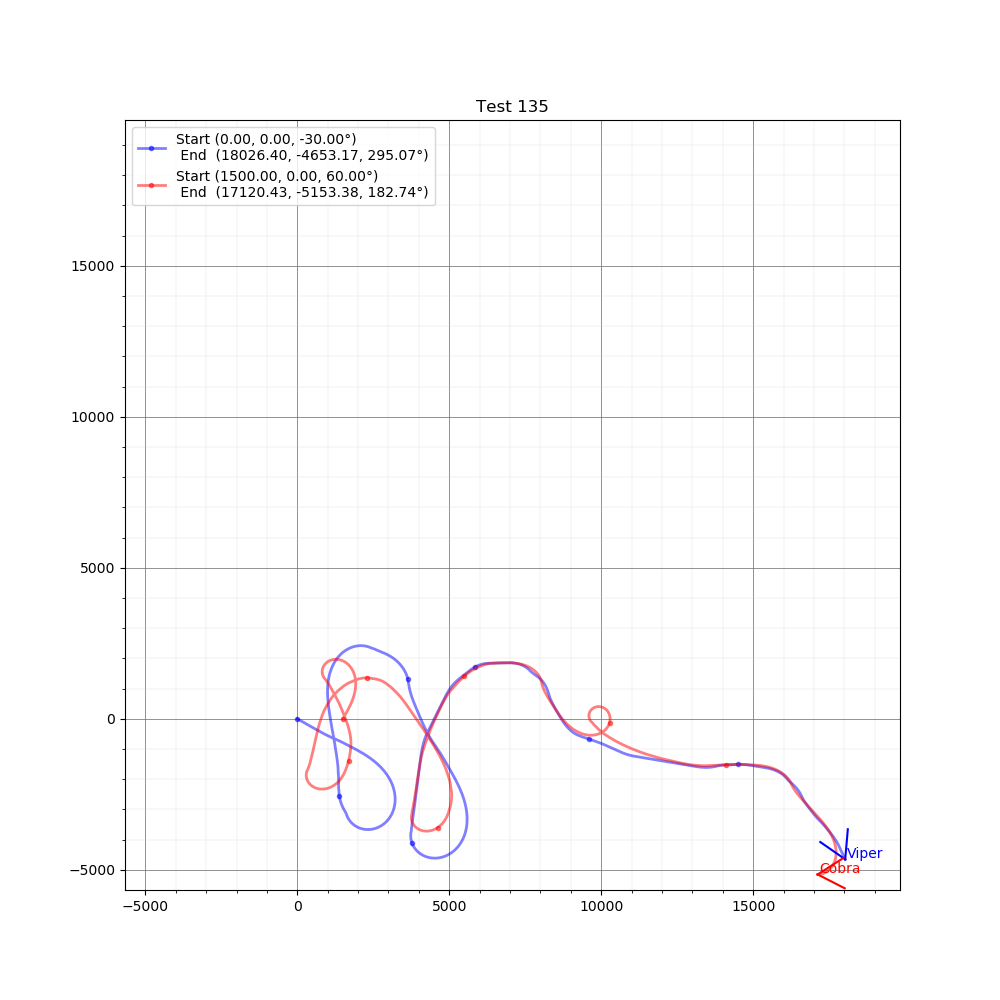 Test 135
Start (0.00, 0.00, -30.00°)
End (18026.40, -4653.17, 295.07°)
Start (1500.00, 0.00, 60.00°)
End (17120.43, -5153.38, 182.74°)
15000
10000
5000
0
Viper
Cobra
−5000
−5000
0
5000
10000
15000